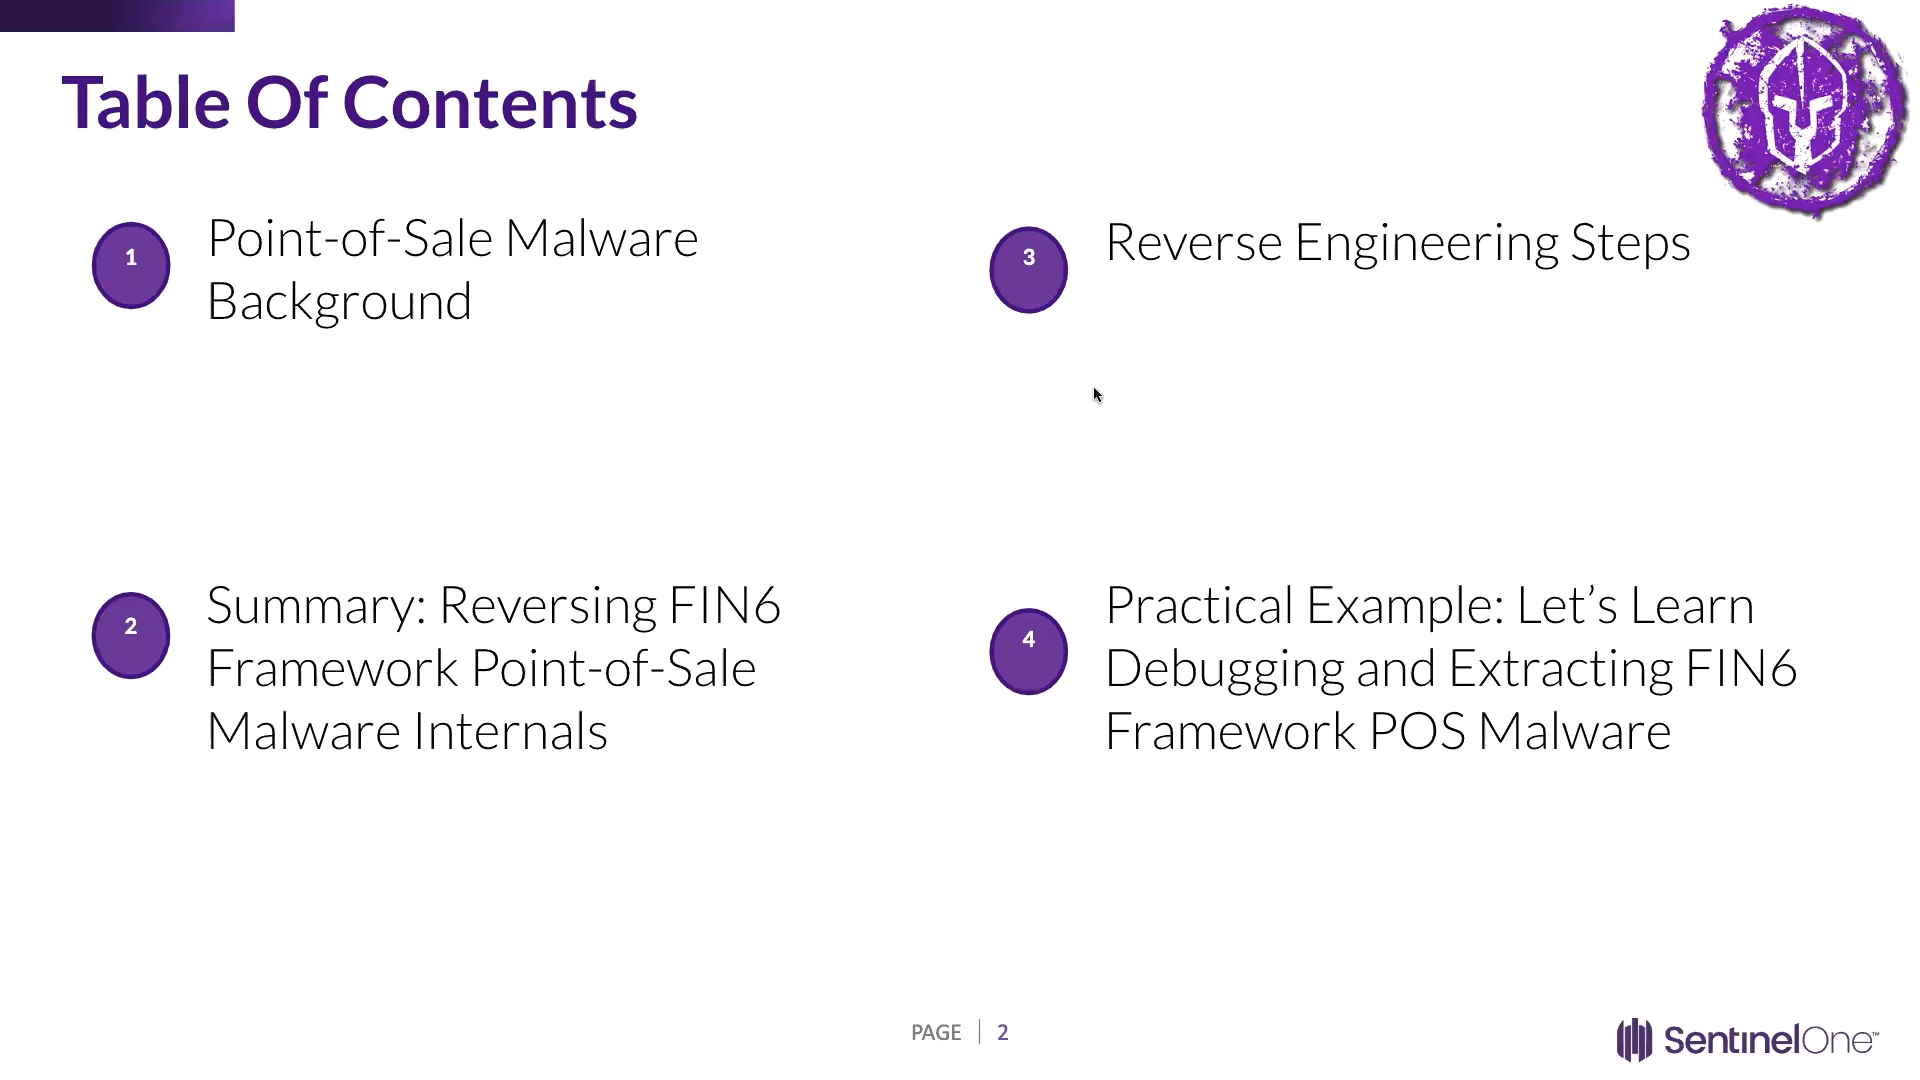 Table Of Contents
1
Point-of-Sale Malware
Background
2
Summary: Reversing FIN6
Framework Point-of-Sale
Malware Internals
3
Reverse Engineering Steps
4
Practical Example: Let’s Learn
Debugging and Extracting FIN6
Framework POS Malware
PAGE | 2
SentinelOne™